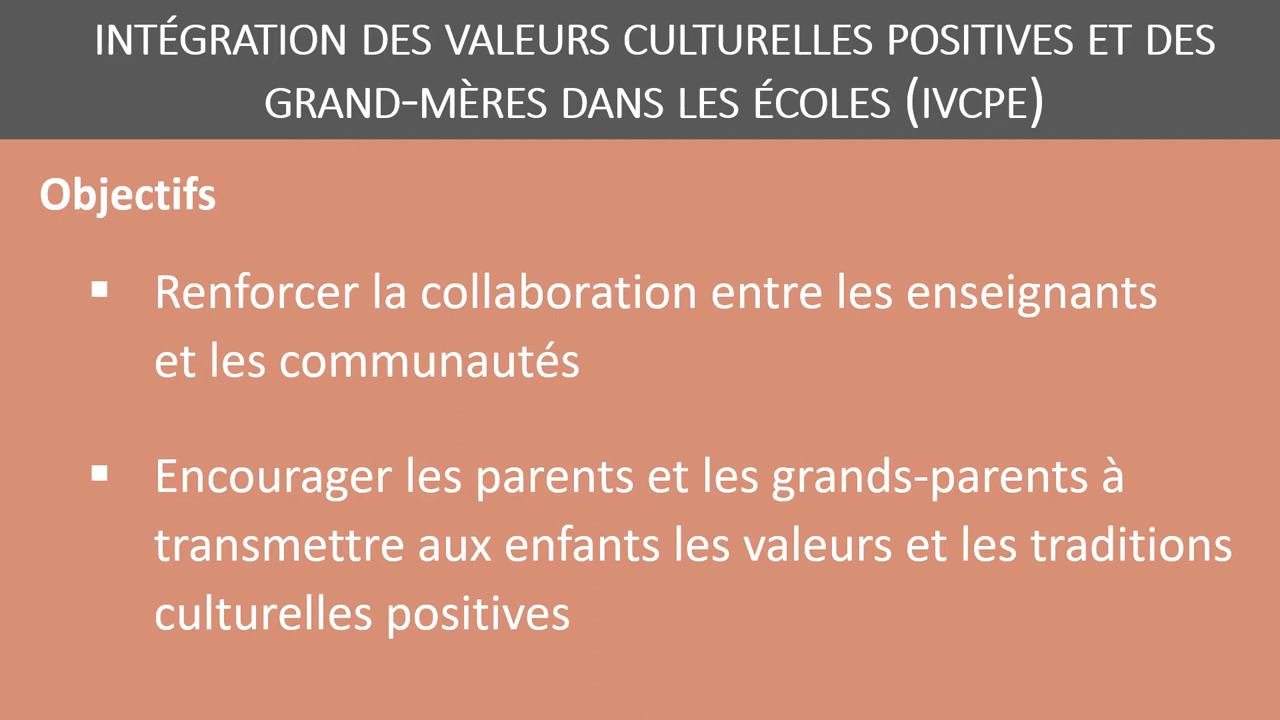 INTÉGRATION DES VALEURS CULTURELLES POSITIVES ET DES
GRAND-MÈRES DANS LES ÉCOLES (IVCPE)
Objectifs
▪ Renforcer la collaboration entre les enseignants
et les communautés
▪ Encourager les parents et les grands-parents à
transmettre aux enfants les valeurs et les traditions
culturelles positives